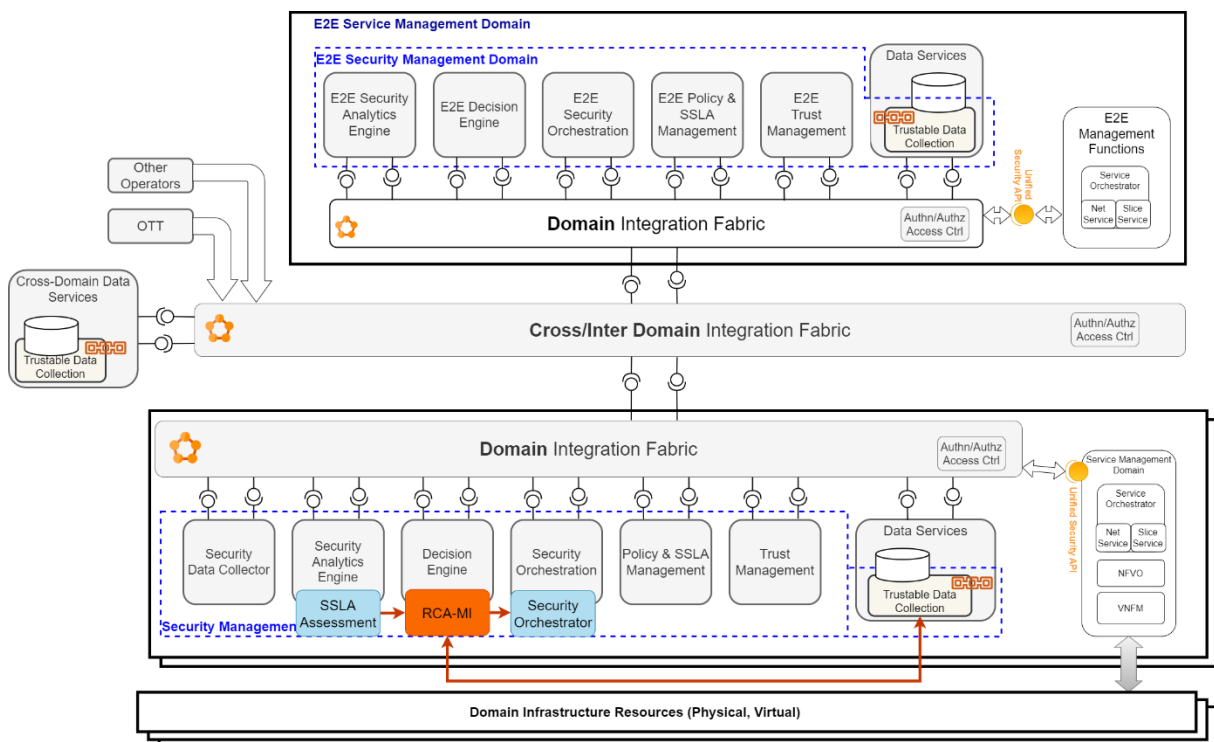 E2E Service Management Domain
E2E Security Management Domain
E2E Security
Analytics
Engine
E2E Decision
Engine
E2E
Security
Orchestration
E2E Policy &
SSLA
Management
E2E
Trust
Management
Data Services
Trustable Data
Collection
E2E
Management
Functions
Service
Orchestrator
Net
Service
Slice
Service
Unified
Security API
Domain Integration Fabric
Authn/Authz
Access Ctrl
Other
Operators
OTT
Cross-Domain Data
Services
Trustable Data
Collection
Cross/Inter Domain Integration Fabric
Authn/Authz
Access Ctrl
Domain Integration Fabric
Authn/Authz
Access Ctrl
Security
Data Collector
Security
Analytics
Engine
Decision
Engine
Security
Orchestration
Policy & SSLA
Management
Trust
Management
Data Services
Trustable Data
Collection
SSLA
Assessment
RCA-MI
Security
Orchestrator
Security Managemen
Unified Security API
Service Management
Domain
Service
Orchestrator
Net
Service
Slice
Service
NFVO
VNFM
Domain Infrastructure Resources (Physical, Virtual)